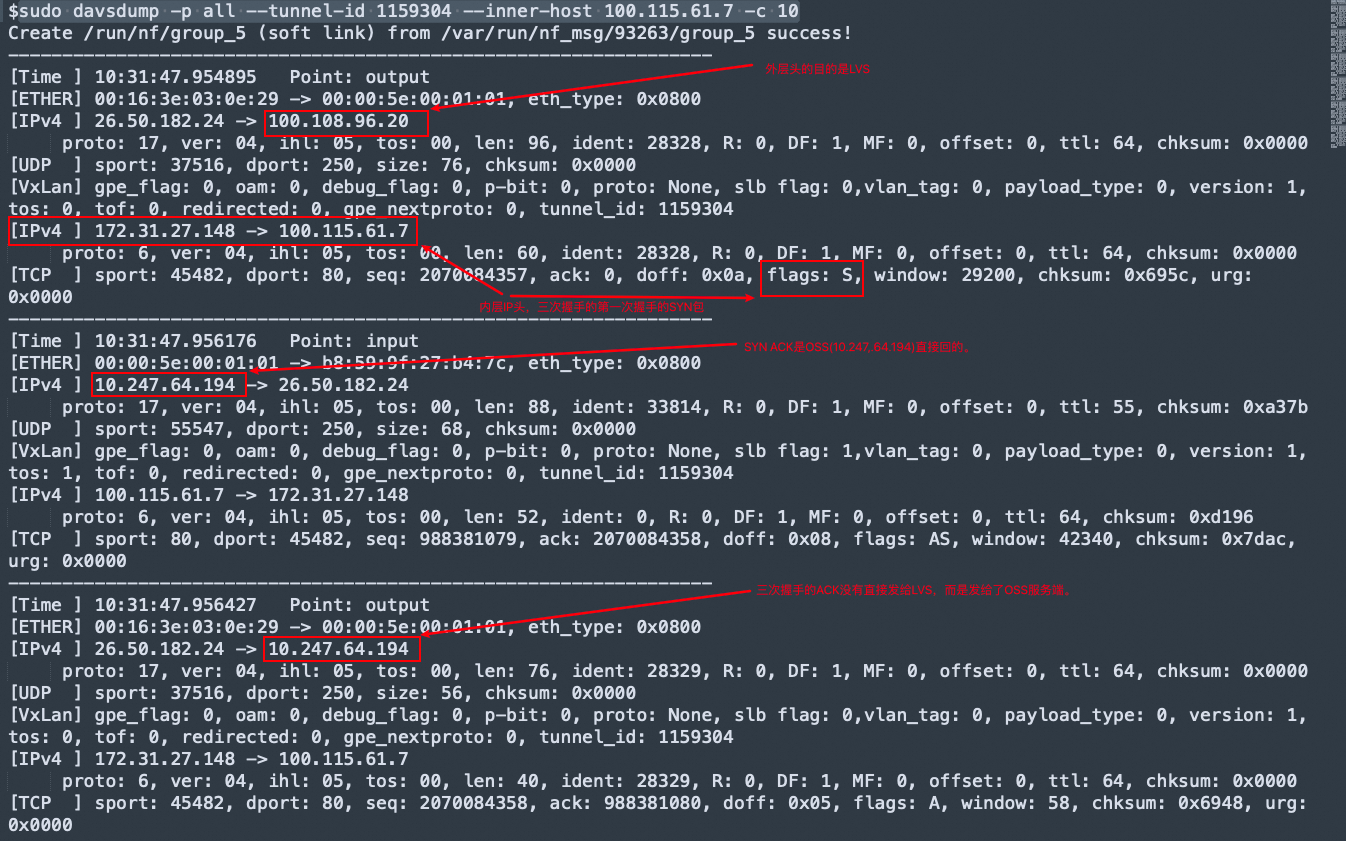 $sudo davsdump -p all --tunnel-id 1159304 --inner-host 100.115.61.7 -c 10
Create /run/nf/group_5 (soft link) from /var/run/nf_msg/93263/group_5 success!
-----------------------------------------------------------------
[Time ] 10:31:47.954895   Point: output
外层头的目的是LVS
[ETHER] 00:16:3e:03:0e:29 -> 00:00:5e:00:01:01, eth_type: 0x0800
[IPv4 ] 26.50.182.24 -> 100.108.96.20
proto: 17, ver: 04, ihl: 05, tos: 00, len: 96, ident: 28328, R: 0, DF: 1, MF: 0, offset: 0, ttl: 64, chksum: 0x0000
[UDP  ] sport: 37516, dport: 250, size: 76, chksum: 0x0000
[VxLan] gpe_flag: 0, oam: 0, debug_flag: 0, p-bit: 0, proto: None, slb flag: 0,vlan_tag: 0, payload_type: 0, version: 1,
tos: 0, tof: 0, redirected: 0, gpe_nextproto: 0, tunnel_id: 1159304
[IPv4 ] 172.31.27.148 -> 100.115.61.7
proto: 6, ver: 04, ihl: 05, tos: 00, len: 60, ident: 28328, R: 0, DF: 1, MF: 0, offset: 0, ttl: 64, chksum: 0x0000
[TCP  ] sport: 45482, dport: 80, seq: 2070084357, ack: 0, doff: 0x0a, flags: S, window: 29200, chksum: 0x695c, urg:
0x0000
内层IP头，三次握手的第一次握手的SYN包
-----------------------------------------------------------------
[Time ] 10:31:47.956176   Point: input
SYN ACK是OSS(10.247,.64.194)直接回的。
[ETHER] 00:00:5e:00:01:01 -> b8:59:9f:27:b4:7c, eth_type: 0x0800
[IPv4 ] 10.247.64.194 -> 26.50.182.24
proto: 17, ver: 04, ihl: 05, tos: 00, len: 88, ident: 33814, R: 0, DF: 1, MF: 0, offset: 0, ttl: 55, chksum: 0xa37b
[UDP  ] sport: 55547, dport: 250, size: 68, chksum: 0x0000
[VxLan] gpe_flag: 0, oam: 0, debug_flag: 0, p-bit: 0, proto: None, slb flag: 1,vlan_tag: 0, payload_type: 0, version: 1,
tos: 1, tof: 0, redirected: 0, gpe_nextproto: 0, tunnel_id: 1159304
[IPv4 ] 100.115.61.7 -> 172.31.27.148
proto: 6, ver: 04, ihl: 05, tos: 00, len: 52, ident: 0, R: 0, DF: 1, MF: 0, offset: 0, ttl: 64, chksum: 0xd196
[TCP  ] sport: 80, dport: 45482, seq: 988381079, ack: 2070084358, doff: 0x08, flags: AS, window: 42340, chksum: 0x7dac,
urg: 0x0000
-----------------------------------------------------------------
三次握手的ACK没有直接发给LVS，而是发给了OSS服务端。
[Time ] 10:31:47.956427   Point: output
[ETHER] 00:16:3e:03:0e:29 -> 00:00:5e:00:01:01, eth_type: 0x0800
[IPv4 ] 26.50.182.24 -> 10.247.64.194
proto: 17, ver: 04, ihl: 05, tos: 00, len: 76, ident: 28329, R: 0, DF: 1, MF: 0, offset: 0, ttl: 64, chksum: 0x0000
[UDP  ] sport: 37516, dport: 250, size: 56, chksum: 0x0000
[VxLan] gpe_flag: 0, oam: 0, debug_flag: 0, p-bit: 0, proto: None, slb flag: 0,vlan_tag: 0, payload_type: 0, version: 1,
tos: 0, tof: 0, redirected: 0, gpe_nextproto: 0, tunnel_id: 1159304
[IPv4 ] 172.31.27.148 -> 100.115.61.7
proto: 6, ver: 04, ihl: 05, tos: 00, len: 40, ident: 28329, R: 0, DF: 1, MF: 0, offset: 0, ttl: 64, chksum: 0x0000
[TCP  ] sport: 45482, dport: 80, seq: 2070084358, ack: 988381080, doff: 0x05, flags: A, window: 58, chksum: 0x6948, urg:
0x0000